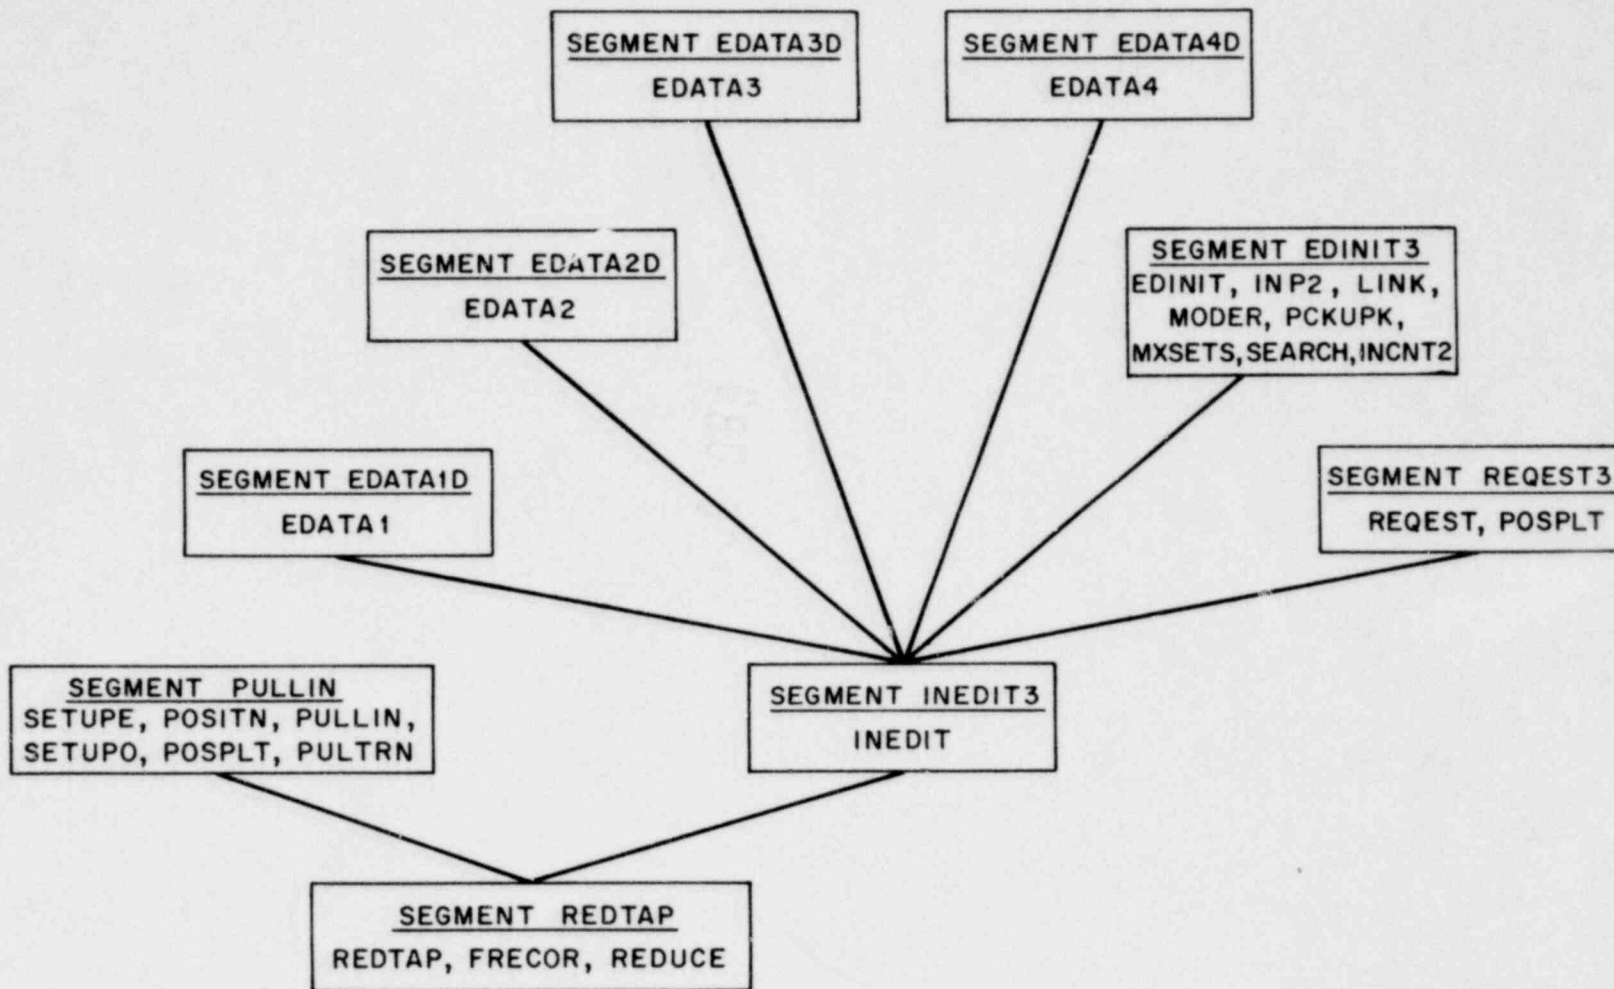 SEGMENT EDATA3D
EDATA3
SEGMENT EDATA4D
EDATA4
SEGMENT EDATA2D
EDATA2
SEGMENT EDINIT3
EDINIT, INP2, LINK,
MODER, PCKUPK,
MXSETS, SEARCH, INCNT2
SEGMENT EDATA1D
EDATA1
SEGMENT REQEST3
REQEST, POSPLT
SEGMENT PULLIN
SETUPE, POSITN, PULLIN,
SETUPO, POSPLT, PULTRN
SEGMENT INEDIT3
INEDIT
SEGMENT REDTAP
REDTAP, FRECOR, REDUCE